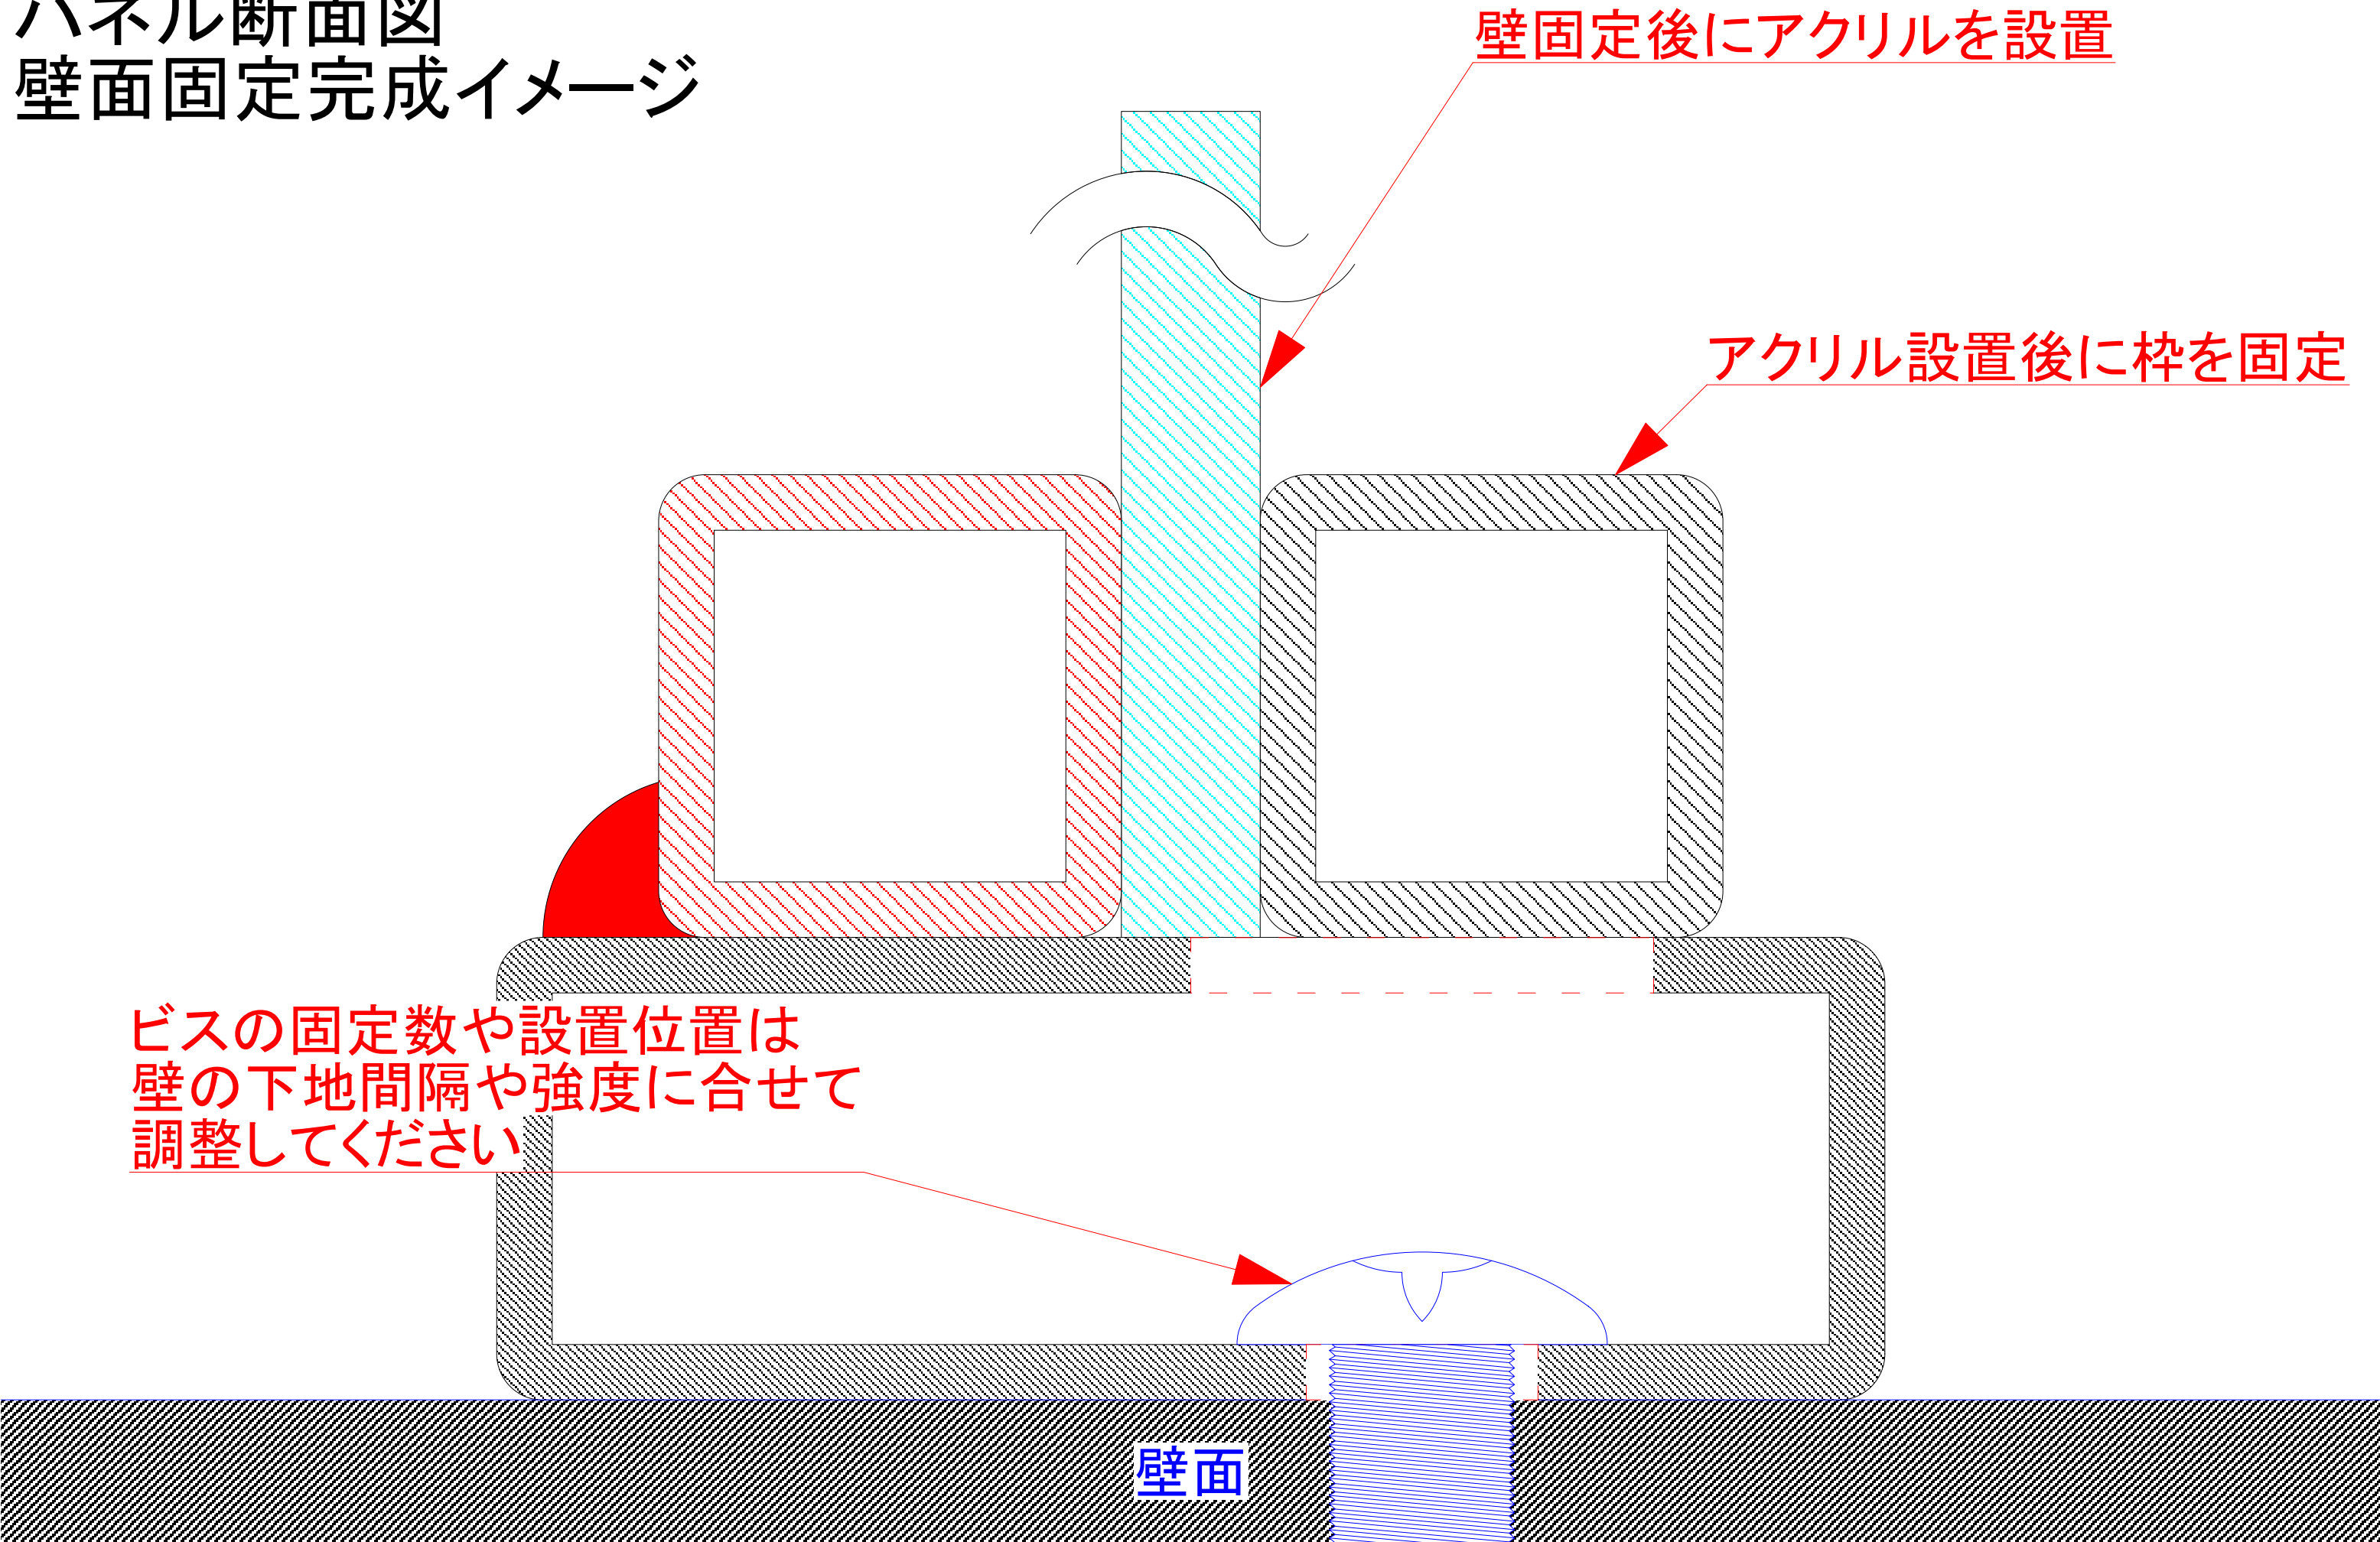 パネル断面図
壁面固定完成イメージ
壁固定後にアクリルを設置
アクリル設置後に枠を固定
ビスの固定数や設置位置は
壁の下地間隔や強度に合せて
調整してください
壁面